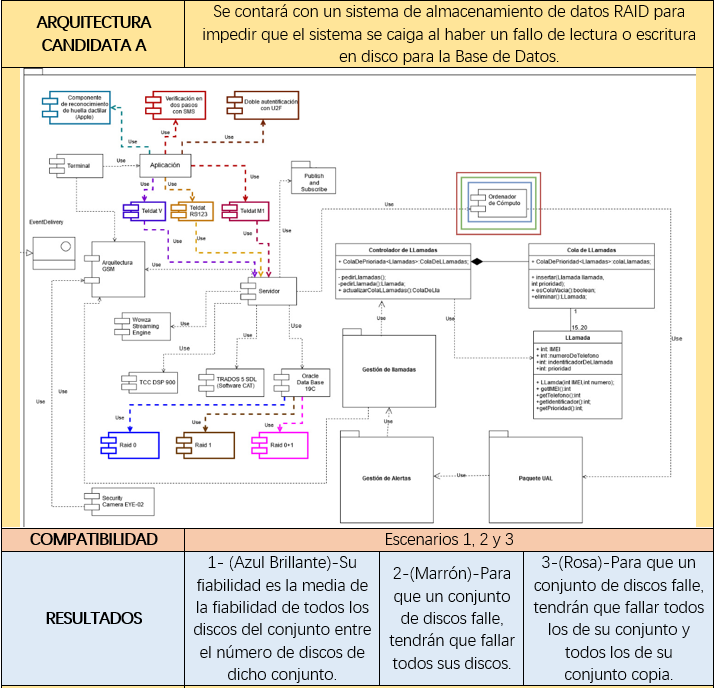 ARQUITECTURA
CANDIDATA A
Se contará con un sistema de almacenamiento de datos RAID para
impedir que el sistema se caiga al haber un fallo de lectura o escritura
en disco para la Base de Datos.
Componente
de reconocimiento
de huella dactilar
(Apple)
Verificación en
dos pasos
con SMS
Doble autentificación
con U2F
Use
Use
Use
Terminal
Use
Aplicación
Use
Publish
and
Subscribe
Use
Use
Use
Ordenador
de Cómputo
Teldat V
Teldat
RS123
Teldat M1
EventDelivery
Arquitectura
GSM
Use
Use
Use
Use
Servidor
Controlador de LLamadas
+ ColaDePrioriada<Llamadas>: ColaDeLLamadas;
- pedirLlamadas();
-pedirLlamada():Llamada;
+ actualizarColaLLamadas():ColaDeLla
Cola de LLamadas
+ ColaDePrioridad<Llamadas> colaLlamadas;
+ insertar(Llamada llamada,
int prioridad);
+ esColaVacia():boolean;
+eliminar():LLamada;
1
15..20
Wowza
Streaming
Engine
Use
Use
Use
Use
Use
Use
Use
LLamada
+ int: IMEI
+ int :numeroDeTelefono
+ int: indentificadorDeLlamada
+ int: prioridad
+ LLamda(int IMEI,int numero);
+ getIMEI():int
+getTelefono():int
+getIdentificador():int;
+getPrioridad():int;
Gestión de llamadas
TCC DSP 900
TRADOS 5 SDL
(Software CAT)
Oracle
Data Base
19C
Use
Use
Use
Raid 0
Raid 1
Raid 0+1
Use
Gestión de Alertas
Use
Paquete UAL
Security
Camera EYE-02
COMPATIBILIDAD
Escenarios 1, 2 y 3
RESULTADOS
1- (Azul Brillante)-Su
fiabilidad es la media de
la fiabilidad de todos los
discos del conjunto entre
el número de discos de
dicho conjunto.
2-(Marrón)-Para
que un conjunto
de discos falle,
tendrán que fallar
todos sus discos.
3-(Rosa)-Para que un
conjunto de discos falle,
tendrán que fallar todos
los de su conjunto y
todos los de su
conjunto copia.